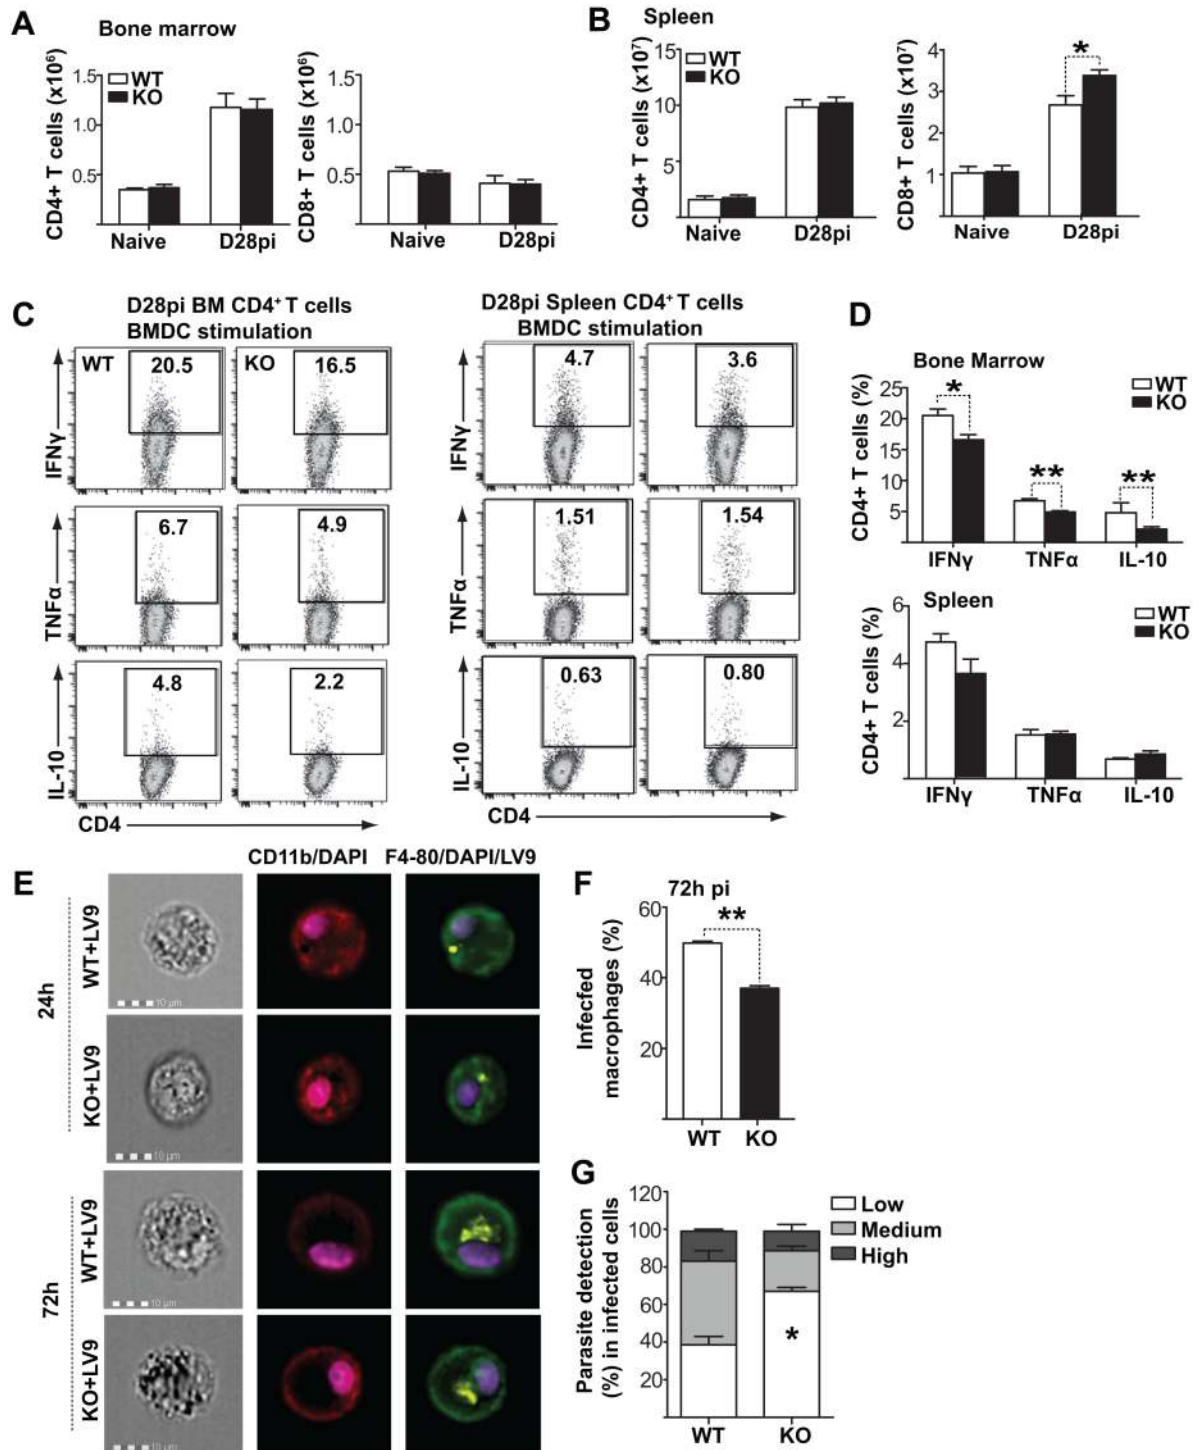 A
Bone marrow
CD4+ T cells (x10⁶)
1.5
1.0
0.5
WT
KO
Naive
D28pi
CD8+ T cells (x10⁶)
1.5
1.0
0.5
Naive
D28pi
B
Spleen
CD4+ T cells (x10⁷)
15
10
5
WT
KO
Naive
D28pi
CD8+ T cells (x10⁷)
4
3
2
1
*
Naive
D28pi
C
D28pi BM CD4⁺ T cells
BMDC stimulation
WT
20.5
KO
16.5
IFNγ
6.7
4.9
TNFα
4.8
2.2
IL-10
CD4
D28pi Spleen CD4⁺ T cells
BMDC stimulation
4.7
3.6
IFNγ
1.51
1.54
TNFα
0.63
0.80
IL-10
CD4
D
Bone Marrow
CD4+ T cells (%)
25
20
15
10
5
WT
KO
*
**
**
IFNγ
TNFα
IL-10
Spleen
CD4+ T cells (%)
6
4
2
WT
KO
IFNγ
TNFα
IL-10
E
CD11b/DAPI
F4-80/DAPI/LV9
24h
WT+LV9
10 µm
KO+LV9
10 µm
72h
WT+LV9
10 µm
KO+LV9
10 µm
F
72h pi
Infecfed
macrophages (%)
60
40
20
**
WT
KO
G
Parasite detection
(%) in infected cells
120
100
80
60
40
20
*
Low
Medium
High
WT
KO